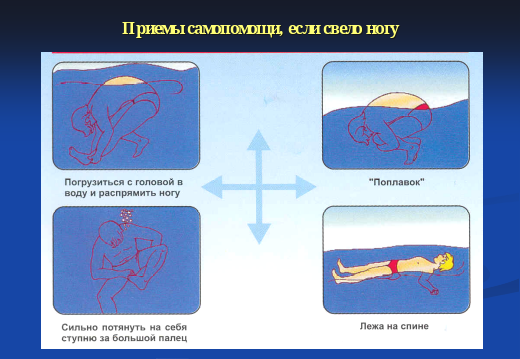 Приемы самопомощи, если свело ногу
Погрузиться с головой в
воду и распрямить ногу
"Поплавок"
Сильно потянуть на себя
ступню за большой палец
Лежа на спине